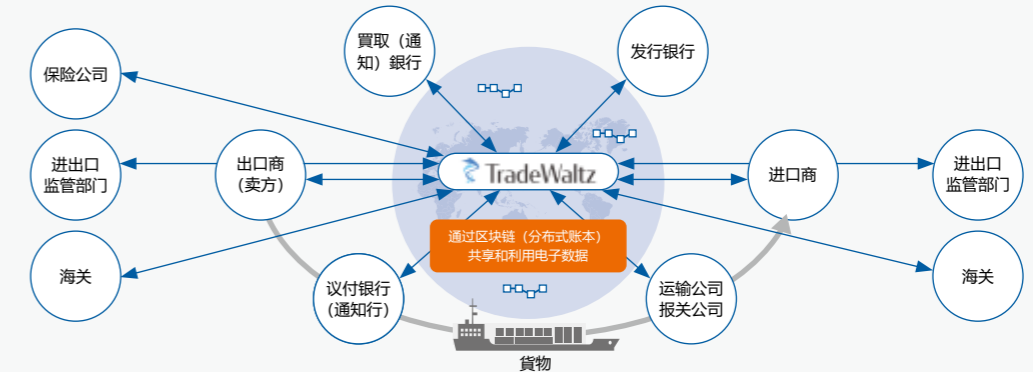 買取（通
知）銀行
发行银行
保险公司
进出口
监管部门
出口商
（卖方）
TradeWaltz
进口商
进出口
监管部门
通过区块链（分布式账本）
共享和利用电子数据
海关
议付银行
（通知行）
运输公司
报关公司
海关
貨物